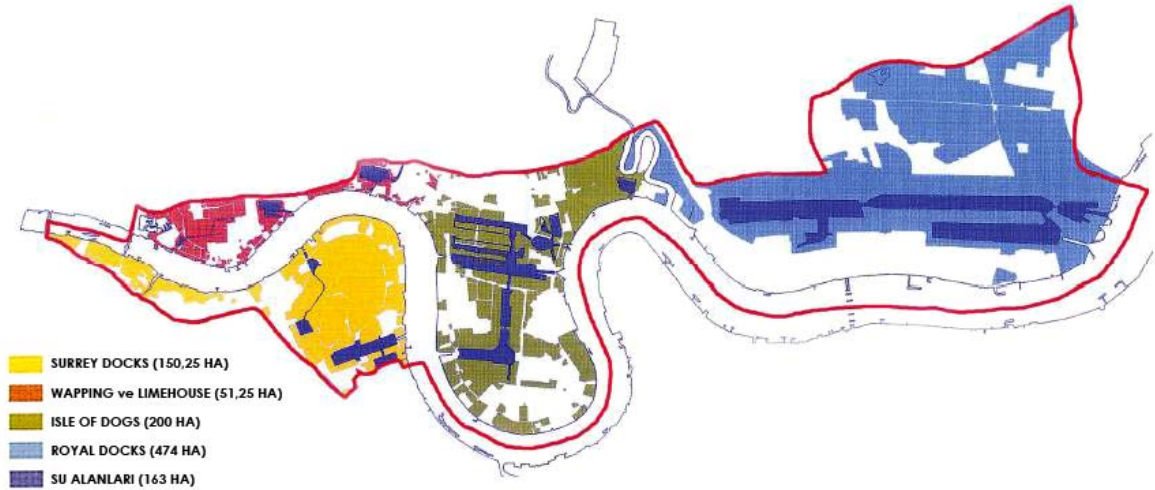 SURREY DOCKS (150,25 HA)
WAPPING ve LIMEHOUSE (51,25 HA)
ISLE OF DOGS (200 HA)
ROYAL DOCKS (474 HA)
SU ALANLARI (163 HA)